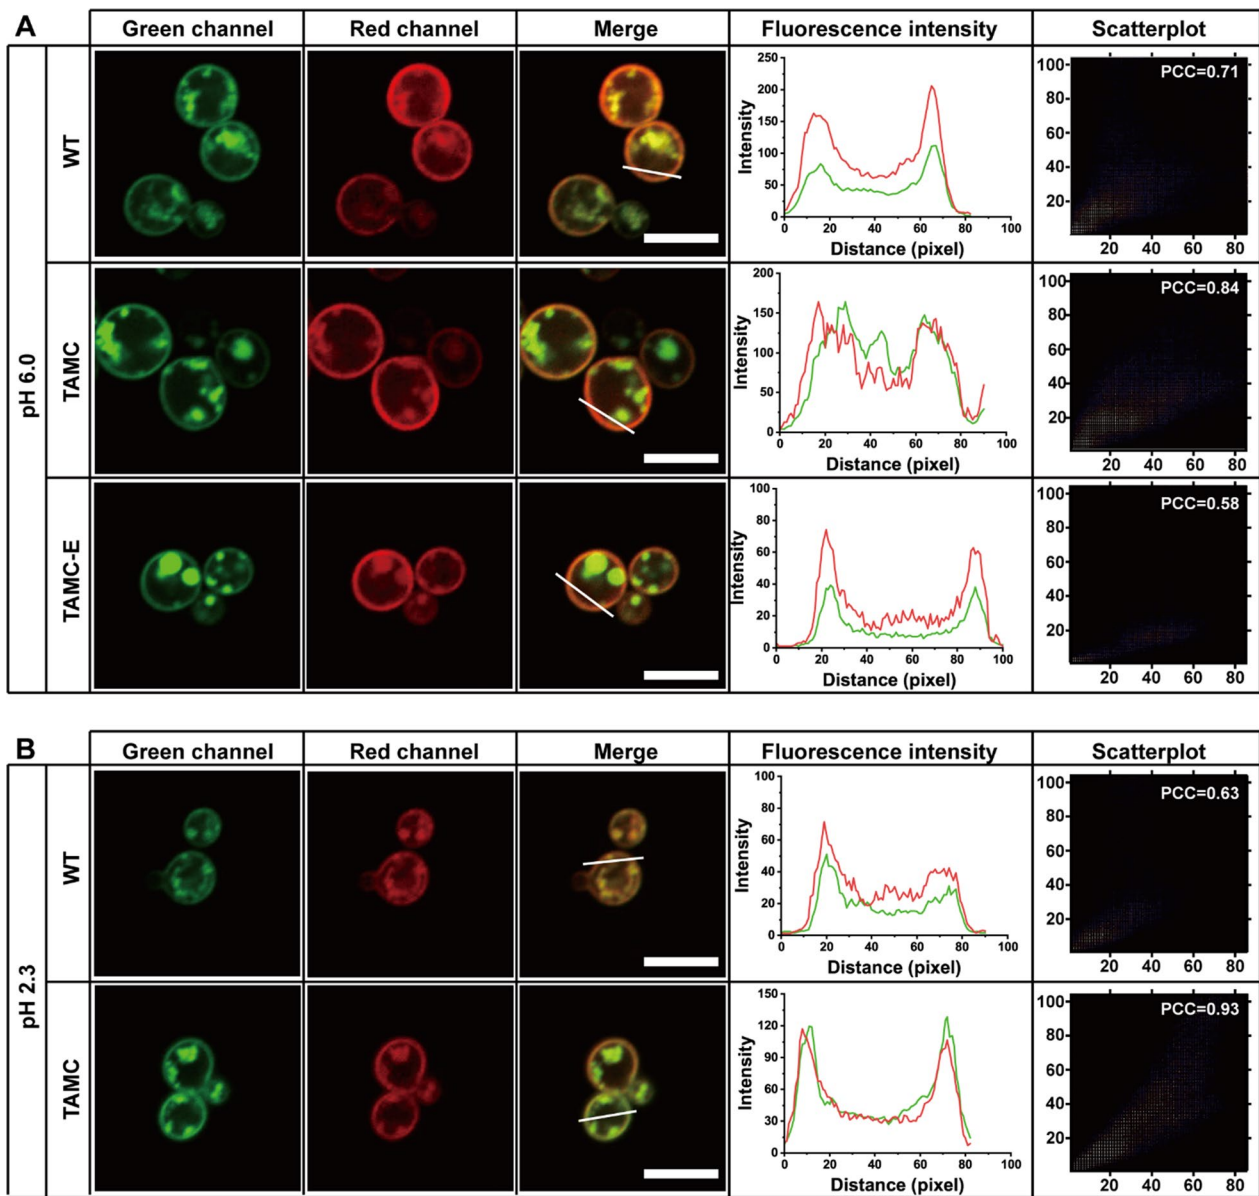 A
Green channel
Red channel
Merge
Fluorescence intensity
Scatterplot
pH 6.0
WT
250
200
150
100
50
0
Intensity
0 20 40 60 80 100
Distance (pixel)
PCC=0.71
100
80
60
40
20
20 40 60 80
TAMC
200
150
100
50
0
Intensity
0 20 40 60 80 100
Distance (pixel)
PCC=0.84
100
80
60
40
20
20 40 60 80
TAMC-E
100
80
60
40
20
0
Intensity
0 20 40 60 80 100
Distance (pixel)
PCC=0.58
100
80
60
40
20
20 40 60 80
B
Green channel
Red channel
Merge
Fluorescence intensity
Scatterplot
pH 2.3
WT
100
80
60
40
20
0
Intensity
0 20 40 60 80 100
Distance (pixel)
PCC=0.63
100
80
60
40
20
20 40 60 80
TAMC
150
120
90
60
30
0
Intensity
0 20 40 60 80 100
Distance (pixel)
PCC=0.93
100
80
60
40
20
20 40 60 80